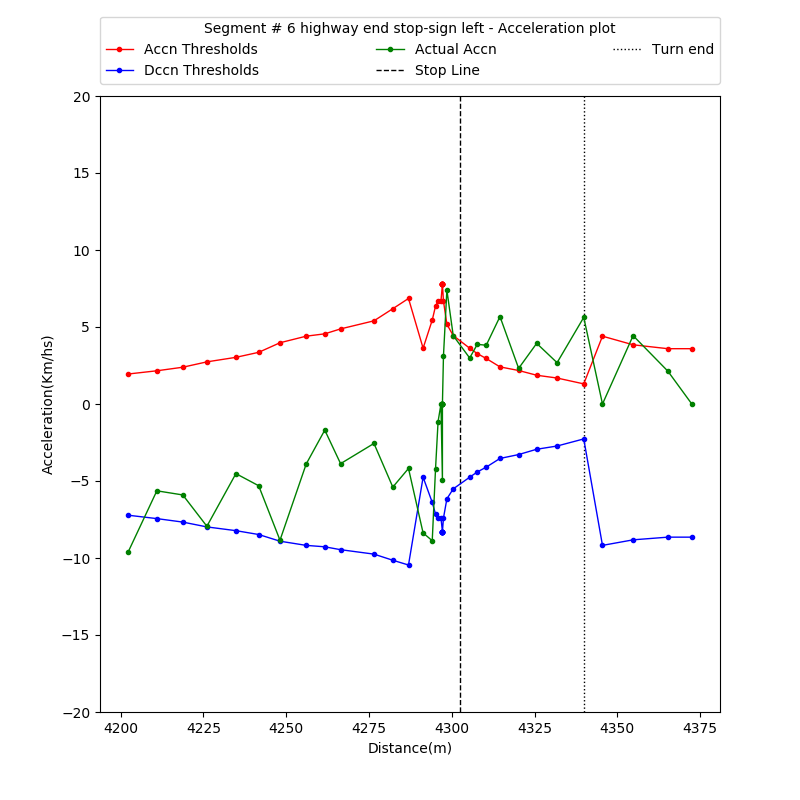 Segment # 6 highway end stop-sign left - Acceleration plot
Accn Thresholds Actual Accn Turn end
Dccn Thresholds Stop Line
20
15
10
5
0
−5
−10
−15
−20
Acceleration(Km/hs)
4200 4225 4250 4275 4300 4325 4350 4375
Distance(m)